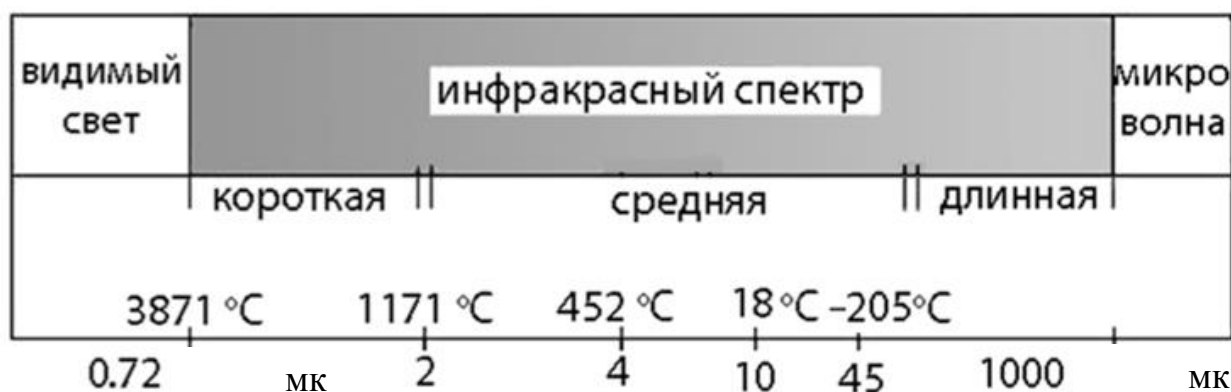 видимый
свет
инфракрасный спектр
микро
волна
короткая
средняя
длинная
3871 °C 1171 °C 452 °C 18 °C –205°C
0.72 мк 2 4 10 45 1000 мк